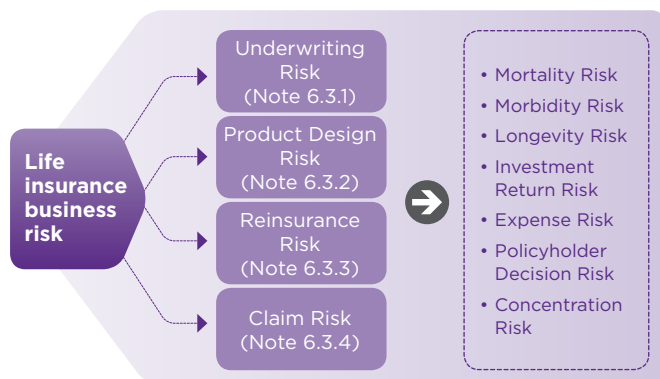 Life
insurance
business
risk
Underwriting
Risk
(Note 6.3.1)
Product Design
Risk
(Note 6.3.2)
Reinsurance
Risk
(Note 6.3.3)
Claim Risk
(Note 6.3.4)
• Mortality Risk
• Morbidity Risk
• Longevity Risk
• Investment
Return Risk
• Expense Risk
• Policyholder
Decision Risk
• Concentration
Risk